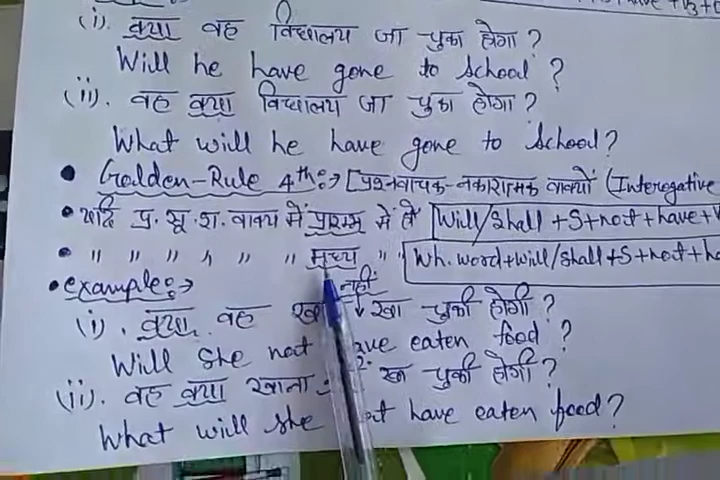 (i). क्या वह विद्यालय जा चुका होगा ?
Will he have gone to School ?
(ii). वह क्या विद्यालय जा चुका होगा ?
What will he have gone to School?
• Golden-Rule 4th:→ [प्रश्नवाचक-नकारात्मक वाक्यों (Interogative
• यदि प्र. सू. श. वाक्य में प्रारम्भ में हो [Will/Shall +S+not+have+V
• " " " " " " मध्य " " [Wh. word+will/shall+S+not+ha
• example:→
(i). क्या वह नहीं खा चुकी होगी ?
Will She not have eaten food ?
(ii). वह क्या खाना खा चुकी होगी ?
What will she not have eaten food?